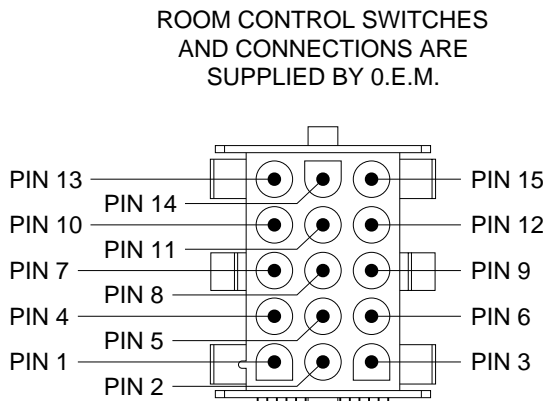 ROOM CONTROL SWITCHES
AND CONNECTIONS ARE
SUPPLIED BY 0.E.M.
PIN 13
PIN 15
PIN 14
PIN 10
PIN 12
PIN 11
PIN 7
PIN 9
PIN 8
PIN 4
PIN 6
PIN 5
PIN 1
PIN 3
PIN 2